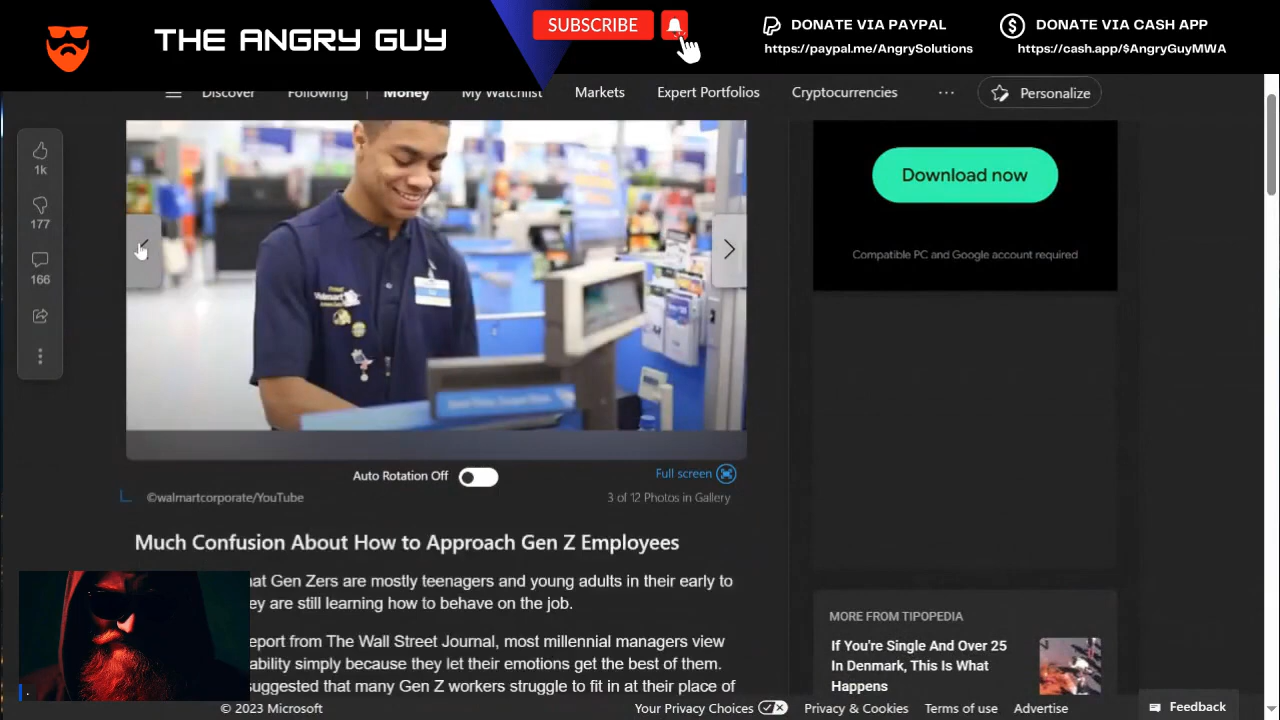 THE ANGRY GUY
SUBSCRIBE
DONATE VIA PAYPAL
https://paypal.me/AngrySolutions
DONATE VIA CASH APP
https://cash.app/$AngryGuyMWA
Discover
Following
Money
My Watchlist
Markets
Expert Portfolios
Cryptocurrencies
Personalize
1k
177
166
Walmart
Download now
Compatible PC and Google account required
Auto Rotation Off
Full screen
©walmartcorporate/YouTube
3 of 12 Photos in Gallery
Much Confusion About How to Approach Gen Z Employees
hat Gen Zers are mostly teenagers and young adults in their early to
ey are still learning how to behave on the job.
eport from The Wall Street Journal, most millennial managers view
ability simply because they let their emotions get the best of them.
suggested that many Gen Z workers struggle to fit in at their place of
MORE FROM TIPOPEDIA
If You're Single And Over 25
In Denmark, This Is What
Happens
© 2023 Microsoft
Your Privacy Choices
Privacy & Cookies
Terms of use
Advertise
Feedback